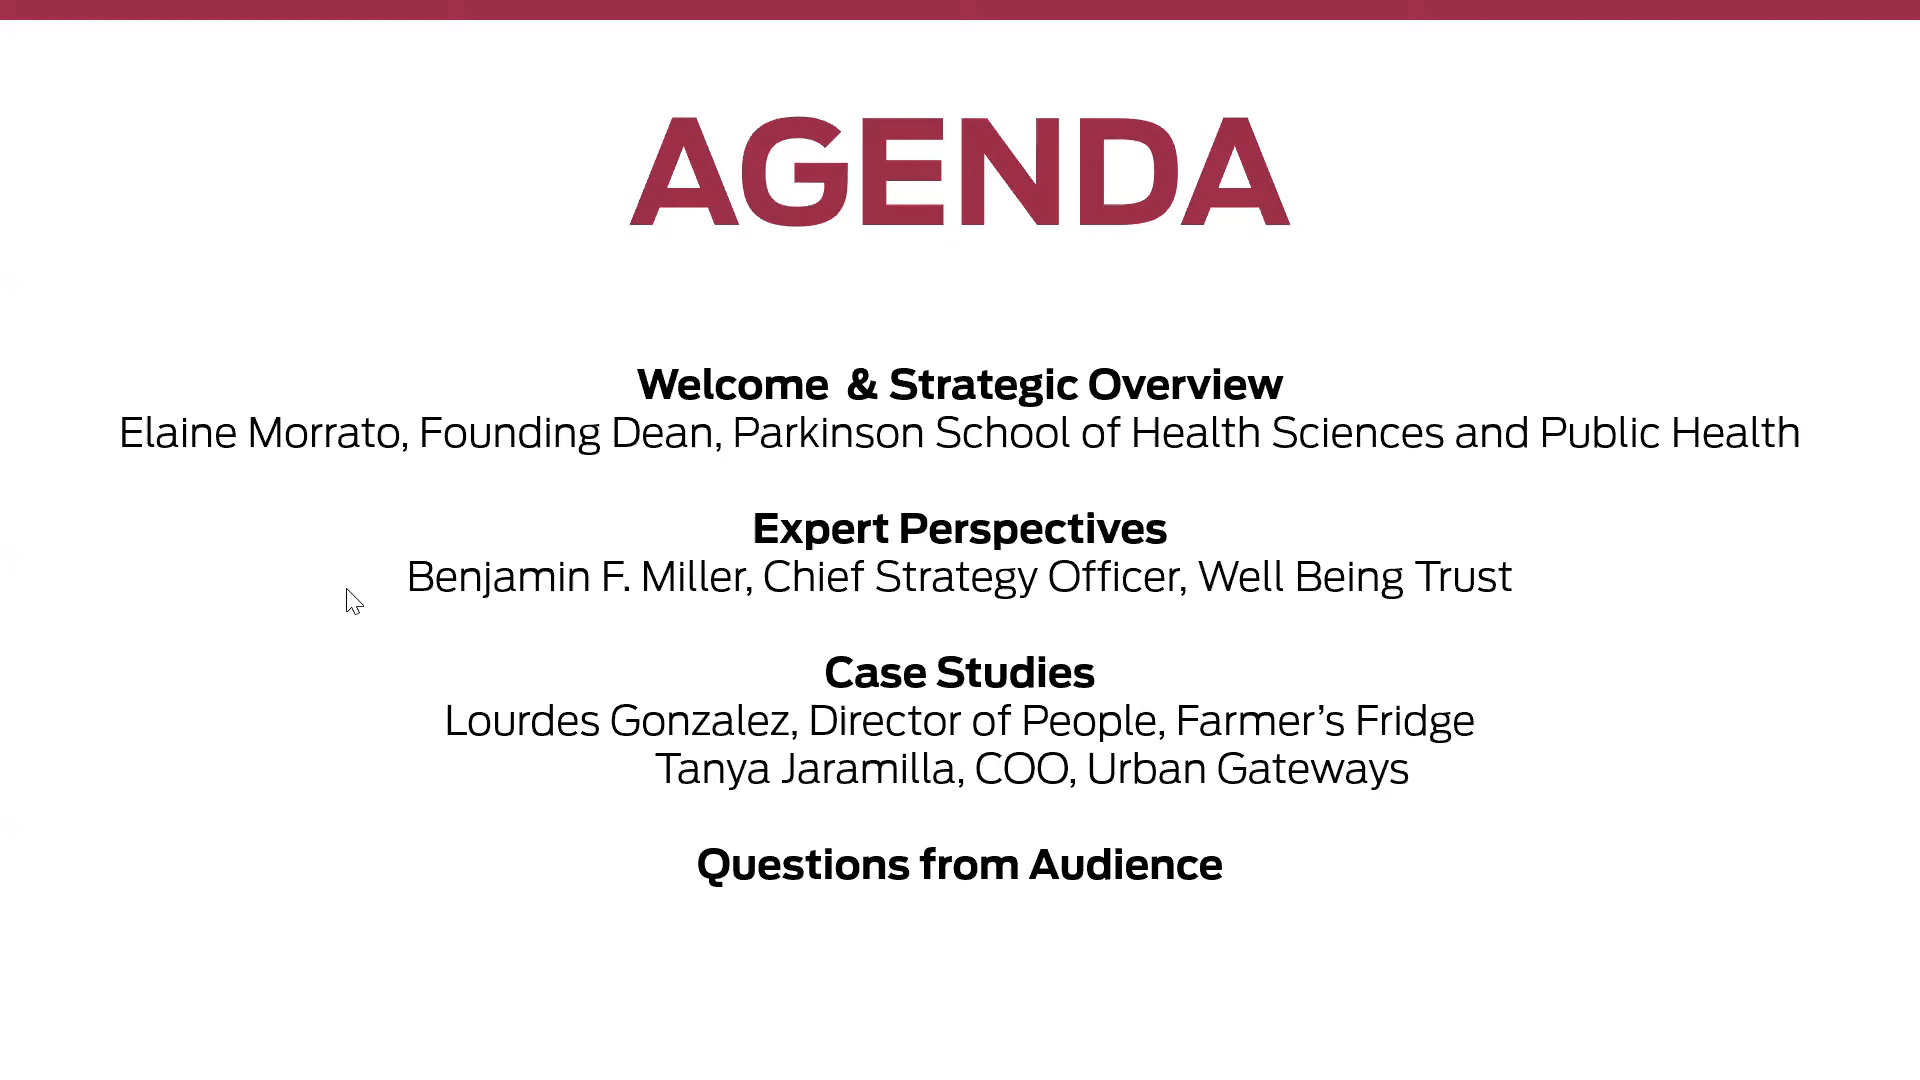 AGENDA
Welcome & Strategic Overview
Elaine Morrato, Founding Dean, Parkinson School of Health Sciences and Public Health
Expert Perspectives
Benjamin F. Miller, Chief Strategy Officer, Well Being Trust
Case Studies
Lourdes Gonzalez, Director of People, Farmer’s Fridge
Tanya Jaramilla, COO, Urban Gateways
Questions from Audience